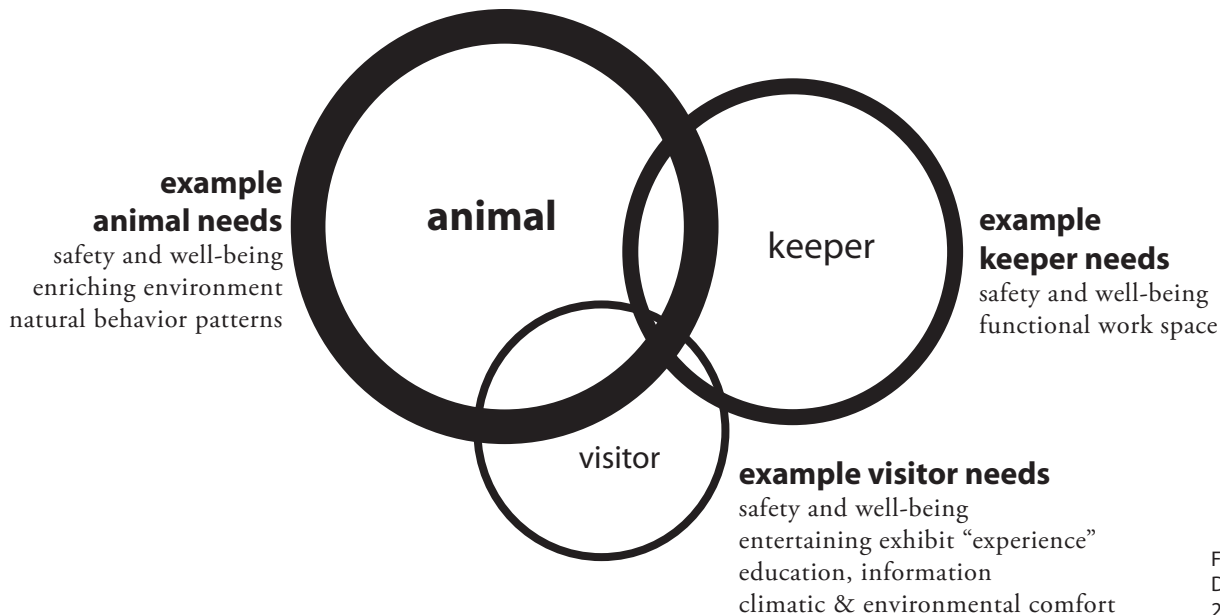 example
animal needs
safety and well-being
enriching environment
natural behavior patterns
animal
keeper
example
keeper needs
safety and well-being
functional work space
visitor
example visitor needs
safety and well-being
entertaining exhibit “experience”
education, information
climatic & environmental comfort